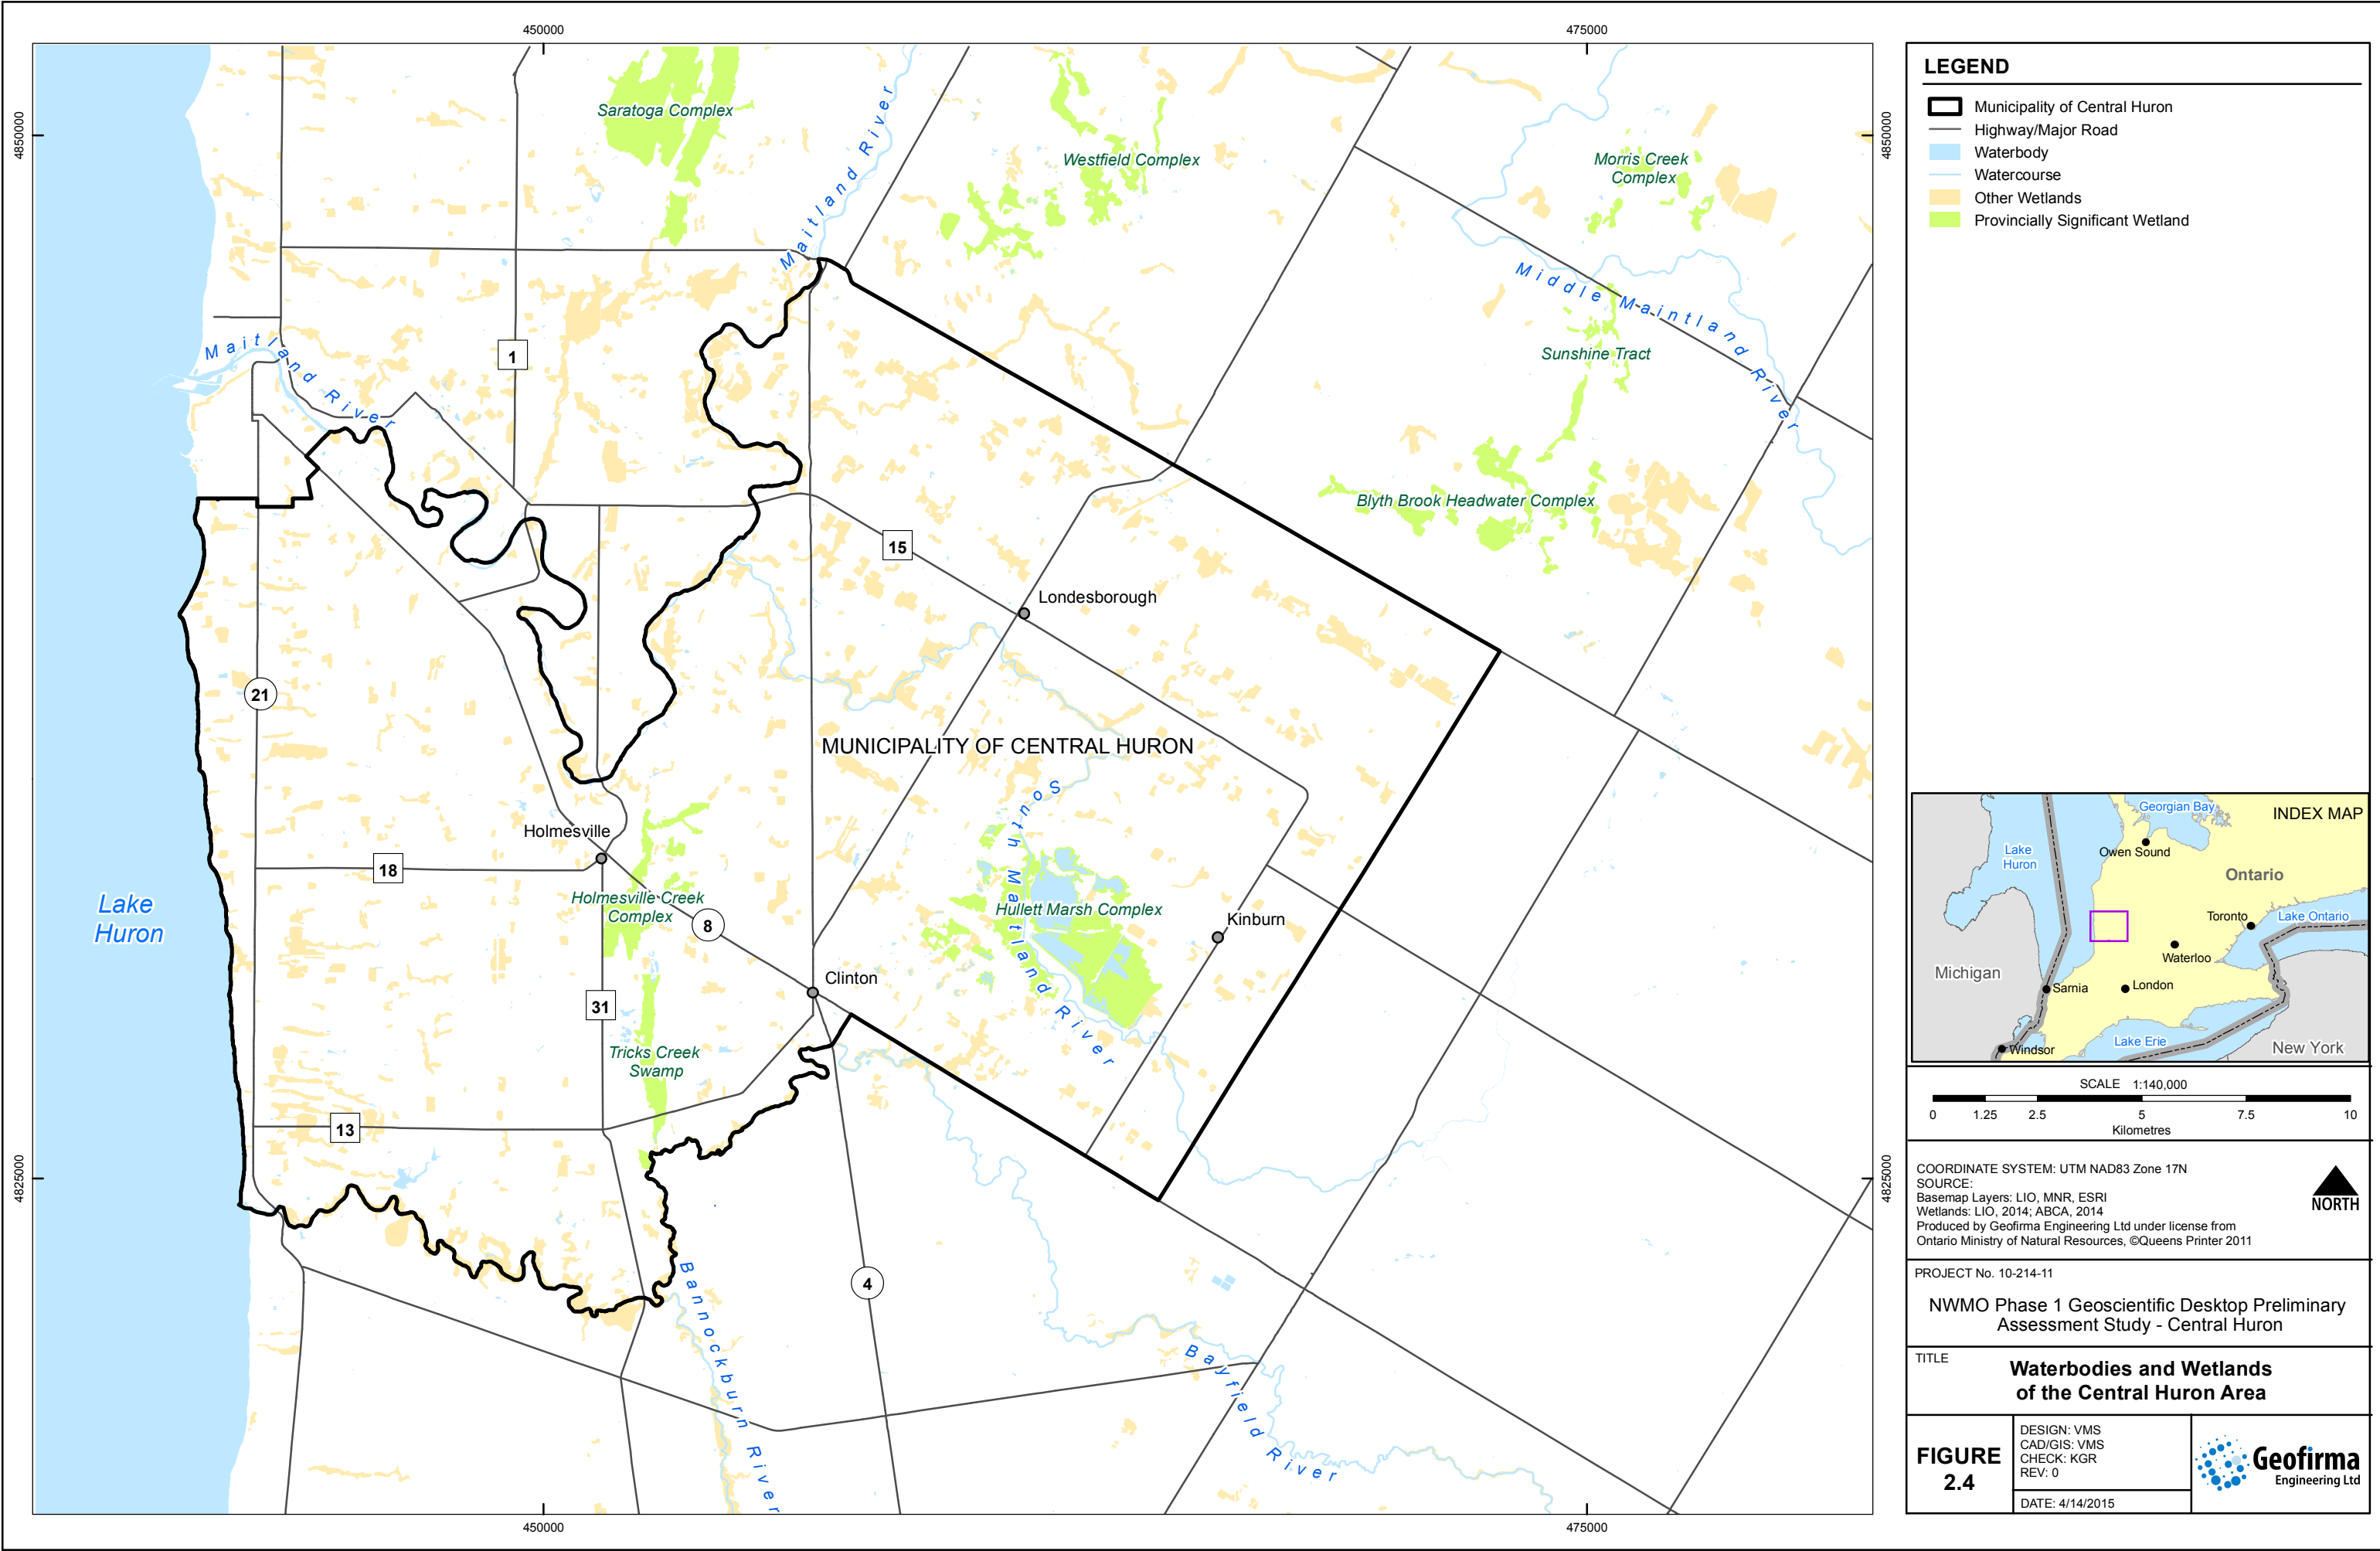 450000
475000
4850000
4850000
Saratoga Complex
Maitland River
Westfield Complex
Morris Creek
Complex
Middle Maintland River
Maitland River
1
Sunshine Tract
Blyth Brook Headwater Complex
15
Londesborough
21
MUNICIPALITY OF CENTRAL HURON
South Maitland River
Holmesville
18
Holmesville Creek
Complex
8
Hullett Marsh Complex
Kinburn
Lake
Huron
Clinton
31
Tricks Creek
Swamp
13
4825000
4825000
Bannockburn River
4
Bayfield River
450000
475000
LEGEND
Municipality of Central Huron
Highway/Major Road
Waterbody
Watercourse
Other Wetlands
Provincially Significant Wetland
INDEX MAP
Georgian Bay
Lake
Huron
Owen Sound
Ontario
Toronto
Lake Ontario
Waterloo
Michigan
Sarnia
London
Lake Erie
Windsor
New York
SCALE 1:140,000
0 1.25 2.5 5 7.5 10
Kilometres
COORDINATE SYSTEM: UTM NAD83 Zone 17N
SOURCE:
Basemap Layers: LIO, MNR, ESRI
Wetlands: LIO, 2014; ABCA, 2014
Produced by Geofirma Engineering Ltd under license from
Ontario Ministry of Natural Resources, ©Queens Printer 2011
NORTH
PROJECT No. 10-214-11
NWMO Phase 1 Geoscientific Desktop Preliminary
Assessment Study - Central Huron
TITLE
Waterbodies and Wetlands
of the Central Huron Area
FIGURE
2.4
DESIGN: VMS
CAD/GIS: VMS
CHECK: KGR
REV: 0
DATE: 4/14/2015
Geofirma
Engineering Ltd